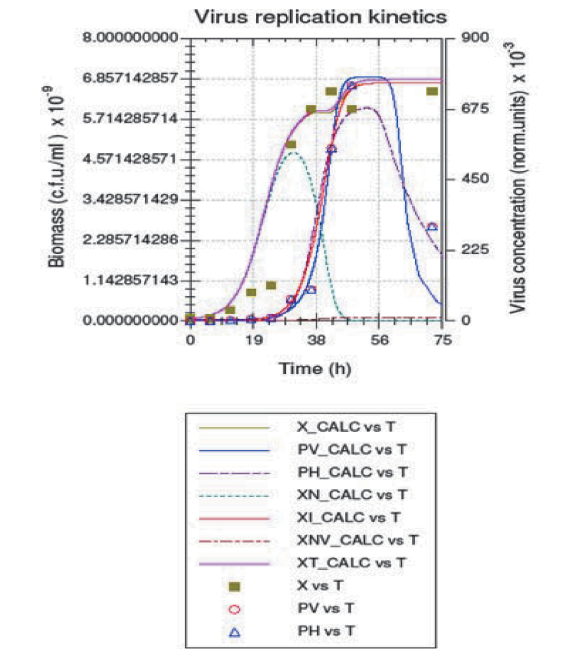 Virus replication kinetics
8.000000000
6.857142857
5.714285714
4.571428571
3.428571429
2.285714286
1.142857143
0.000000000
Biomass (c.f.u./ml) x 10⁻⁹
900
675
450
225
0
Virus concentration (norm.units) x 10⁻³
0 19 38 56 75
Time (h)
X_CALC vs T
PV_CALC vs T
PH_CALC vs T
XN_CALC vs T
XI_CALC vs T
XNV_CALC vs T
XT_CALC vs T
X vs T
PV vs T
PH vs T